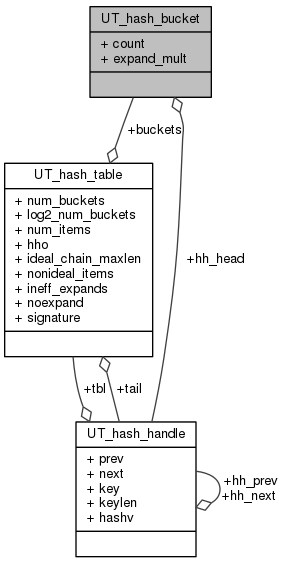 UT_hash_bucket
+ count
+ expand_mult
+buckets
UT_hash_table
+ num_buckets
+ log2_num_buckets
+ num_items
+ hho
+ ideal_chain_maxlen
+ nonideal_items
+ ineff_expands
+ noexpand
+ signature
+hh_head
+tbl
+tail
UT_hash_handle
+ prev
+ next
+ key
+ keylen
+ hashv
+hh_prev
+hh_next